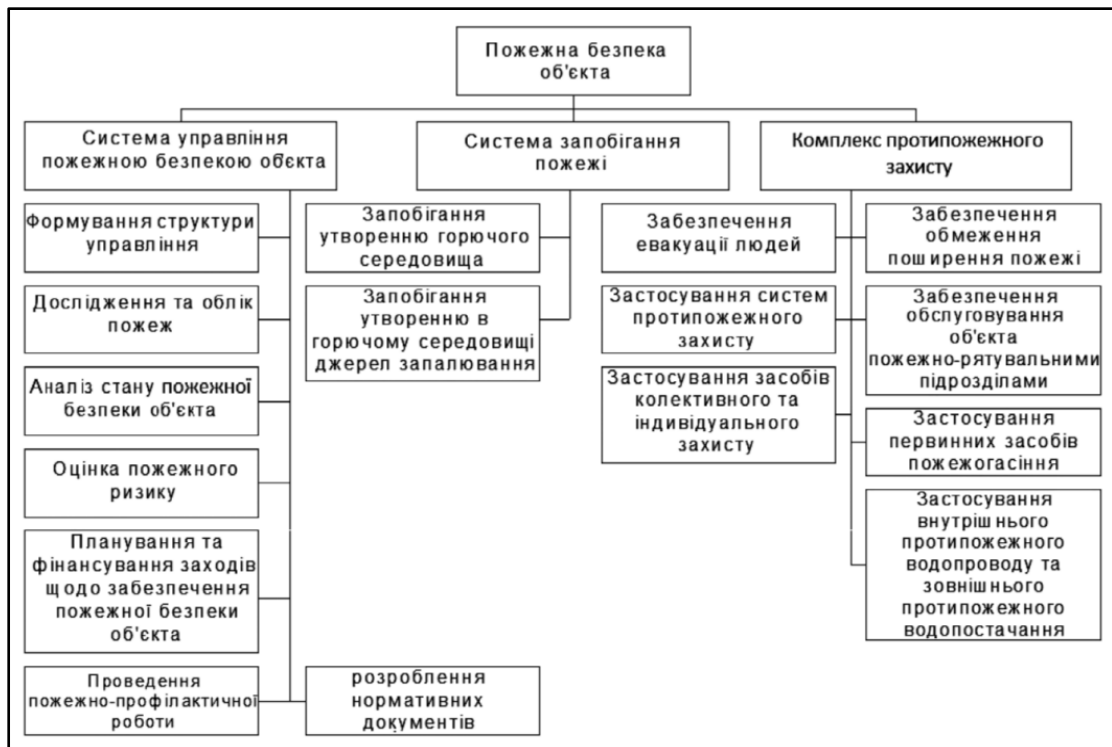 Пожежна безпека
об'єкта
Система управління
пожежною безпекою об'єкта
Система запобігання
пожежі
Комплекс протипожежного
захисту
Формування структури
управління
Запобігання
утворенню горючого
середовища
Забезпечення
евакуації людей
Забезпечення
обмеження
поширення пожежі
Дослідження та облік
пожеж
Запобігання
утворенню в
горючому середовищі
джерел запалювання
Застосування систем
протипожежного
захисту
Забезпечення
обслуговування
об'єкта
пожежно-рятувальними
підрозділами
Аналіз стану пожежної
безпеки об'єкта
Застосування засобів
колективного та
індивідуального
захисту
Застосування
первинних засобів
пожежогасіння
Оцінка пожежного
ризику
Застосування
внутрішнього
протипожежного
водопроводу та
зовнішнього
протипожежного
водопостачання
Планування та
фінансування заходів
щодо забезпечення
пожежної безпеки
об'єкта
Проведення
пожежно-профілактичної
роботи
розроблення
нормативних
документів